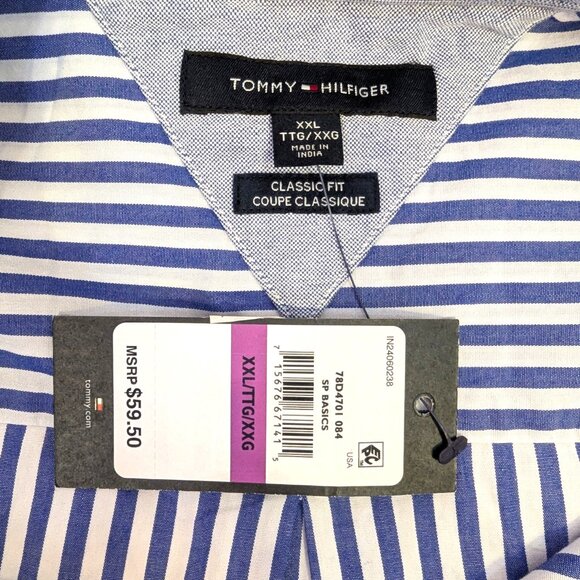 TOMMY HILFIGER
XXL
TTG/XXG
MADE IN
INDIA
CLASSIC FIT
COUPE CLASSIQUE
tommy.com
MSRP $59.50
XXL/TTG/XXG
7 15676 67141 5
78D4701 084
SP BASICS
USA
IN24060238
EPC